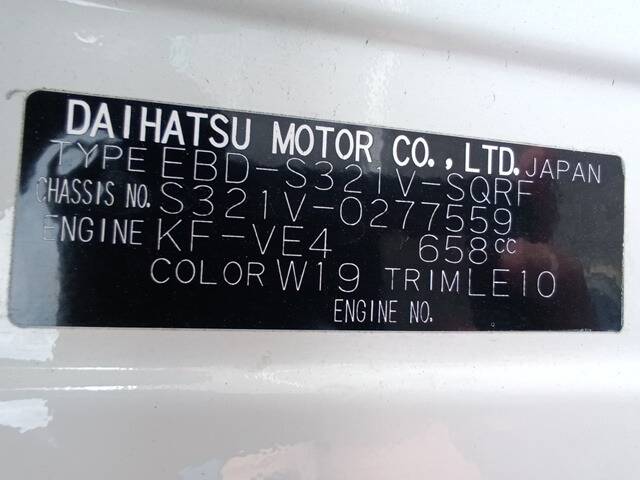 DAIHATSU MOTOR CO., LTD. JAPAN
TYPE EBD-S321V-SQRF
CHASSIS NO. S321V-0277559
ENGINE KF-VE4 658cc
COLOR W19 TRIM LE10
ENGINE NO.